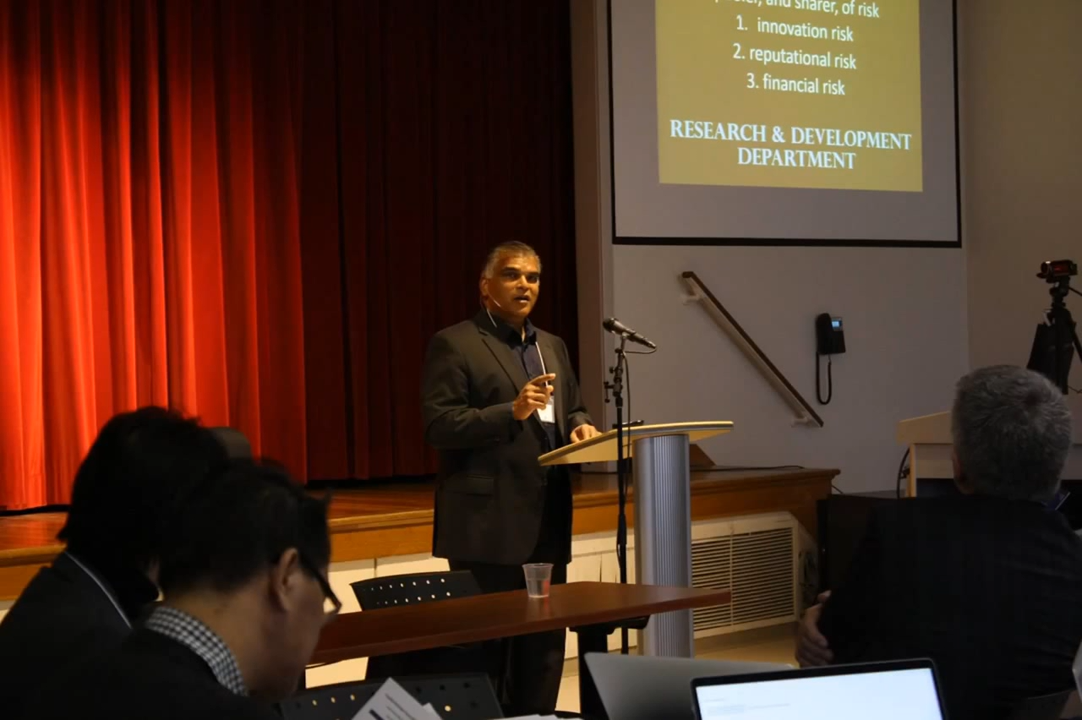 and sharer, of risk
1. innovation risk
2. reputational risk
3. financial risk
RESEARCH & DEVELOPMENT
DEPARTMENT